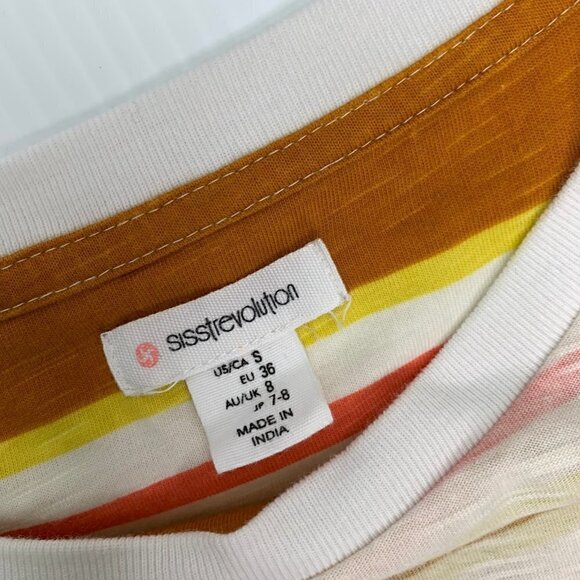 sisstrevolution
US/CA S
EU 36
AU/UK 8
JP 7-8
MADE IN
INDIA